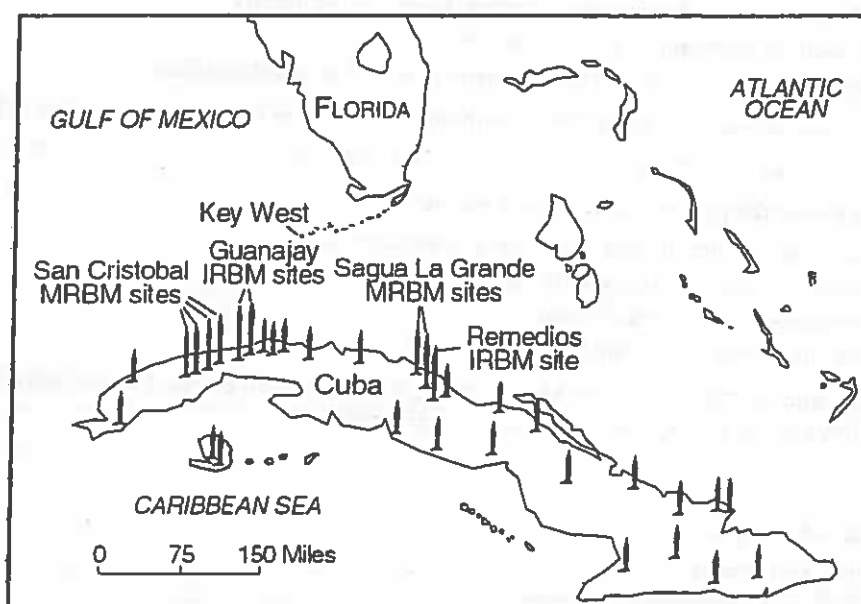 GULF OF MEXICO
FLORIDA
ATLANTIC
OCEAN
Key West
San Cristobal
MRBM sites
Guanajay
IRBM sites
Sagua La Grande
MRBM sites
Remedios
IRBM site
Cuba
CARIBBEAN SEA
0 75 150 Miles